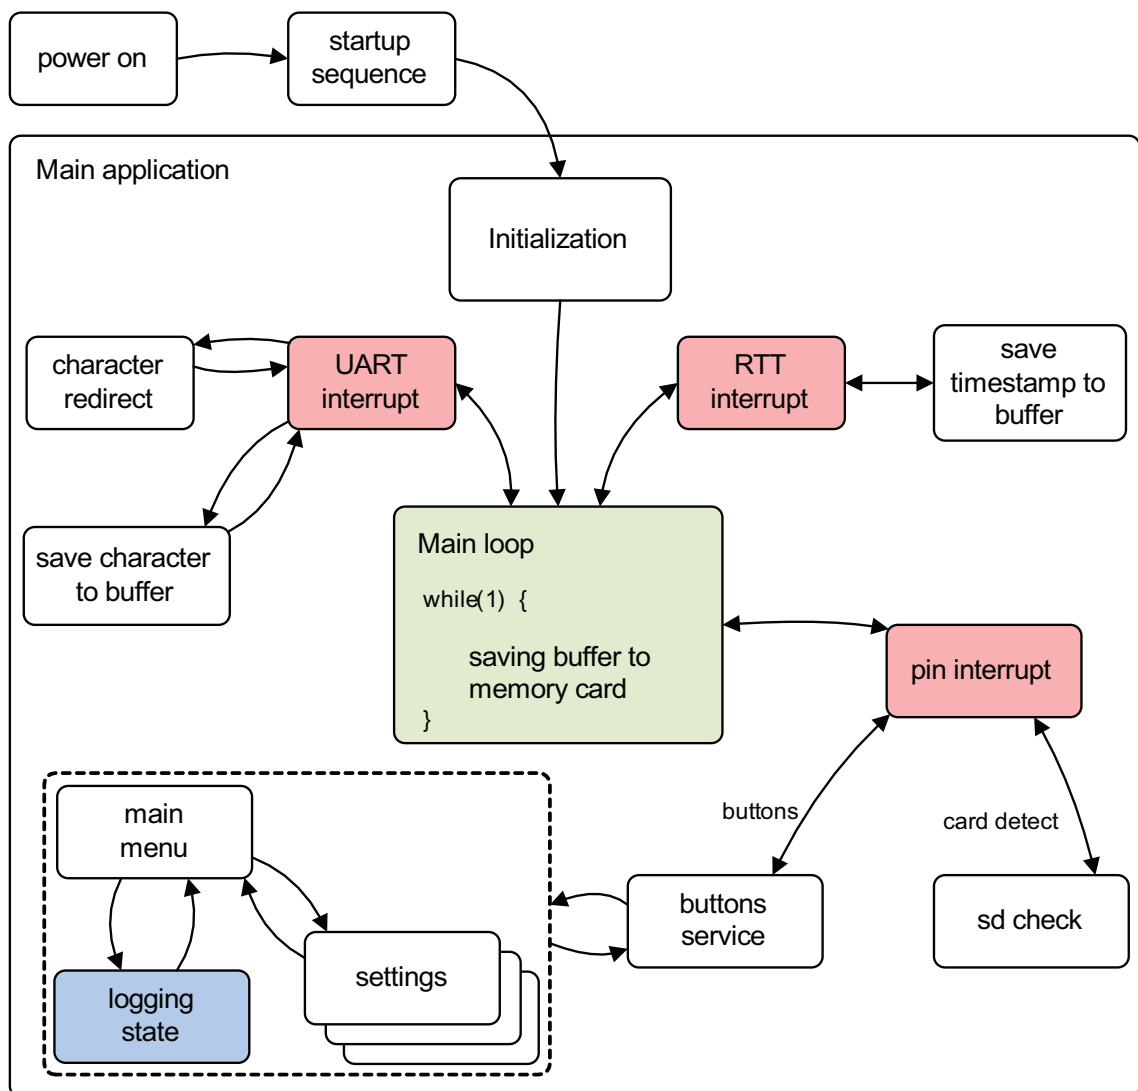 power on
startup
sequence
Main application
Initialization
character
redirect
UART
interrupt
RTT
interrupt
save
timestamp to
buffer
save character
to buffer
Main loop
while(1) {
saving buffer to
memory card
}
pin interrupt
buttons
card detect
main
menu
logging
state
settings
buttons
service
sd check